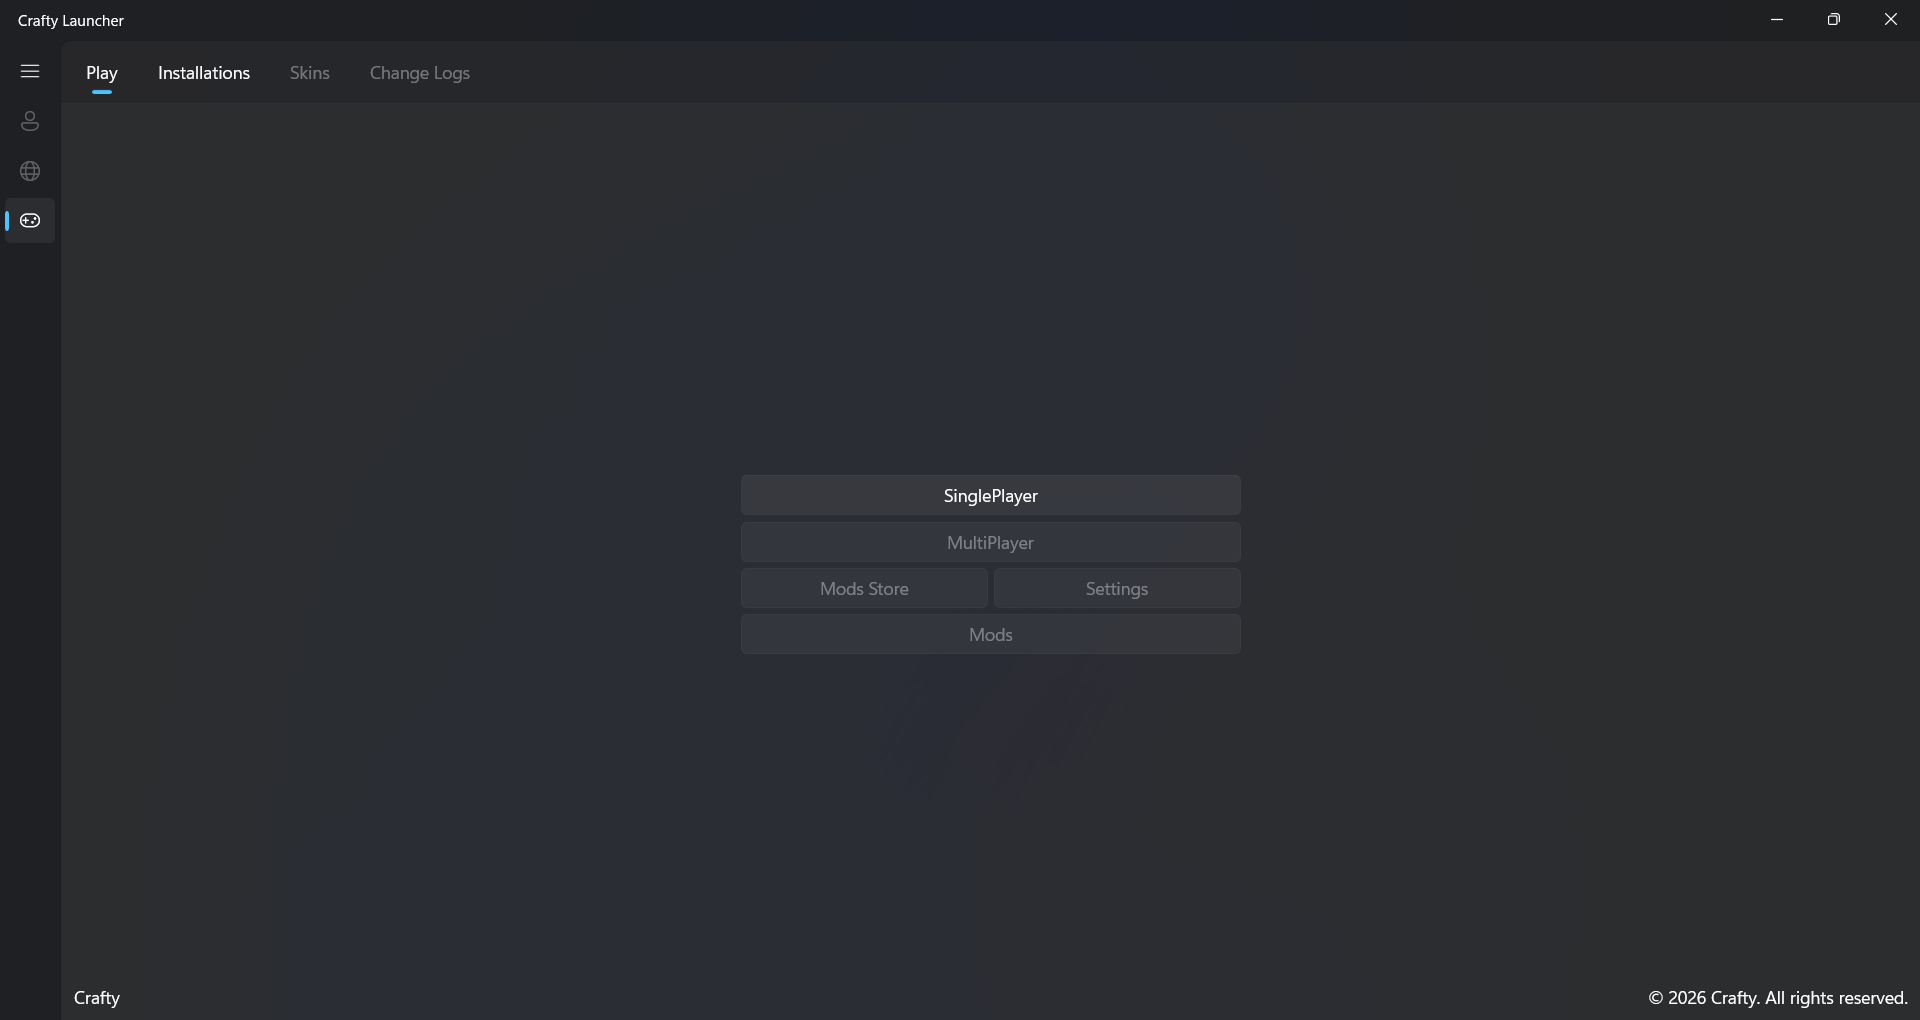 Crafty Launcher
Play Installations Skins Change Logs
SinglePlayer
MultiPlayer
Mods Store Settings
Mods
Crafty © 2026 Crafty. All rights reserved.